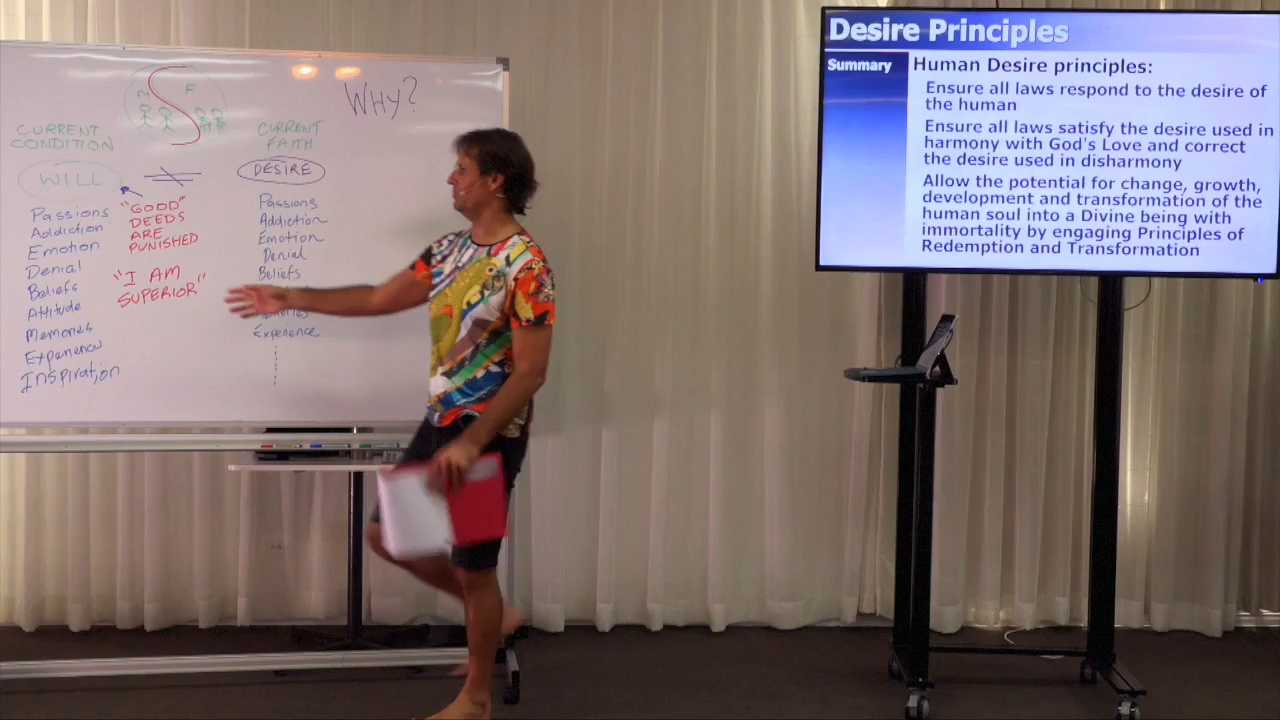 M
F
WHY?
CURRENT
CONDITION
WILL
Passions
Addiction
Emotion
Denial
Beliefs
Attitude
Memories
Experience
Inspiration
"GOOD"
DEEDS
ARE
PUNISHED
"I AM
SUPERIOR"
CURRENT
FAITH
DESIRE
Passions
Addiction
Emotion
Denial
Beliefs
Experience
Desire Principles
Summary
Human Desire principles:
Ensure all laws respond to the desire of
the human
Ensure all laws satisfy the desire used in
harmony with God's Love and correct
the desire used in disharmony
Allow the potential for change, growth,
development and transformation of the
human soul into a Divine being with
immortality by engaging Principles of
Redemption and Transformation